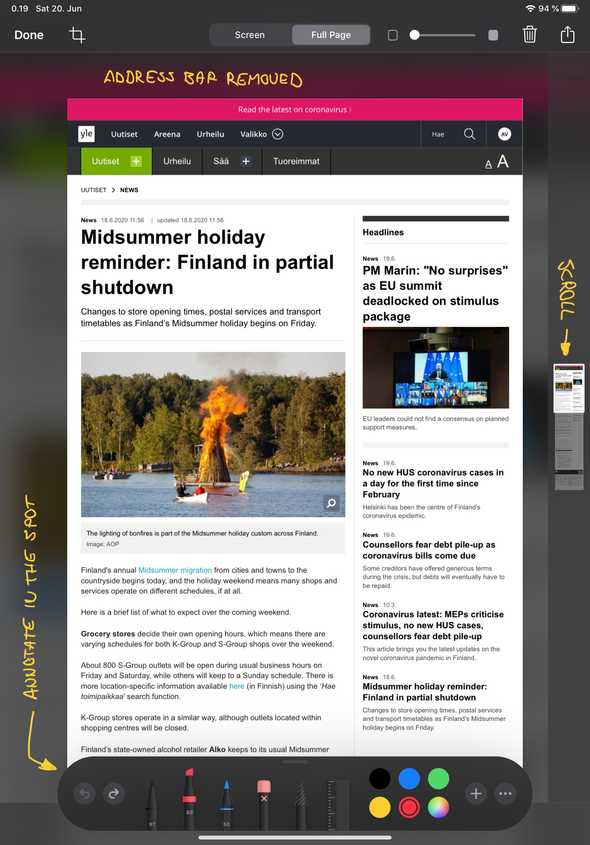 0.19 Sat 20. Jun
94 %
Done
Screen
Full Page
ADDRESS BAR REMOVED
Read the latest on coronavirus ›
yle
Uutiset
Areena
Urheilu
Valikko
Hae
AV
Uutiset
Urheilu
Sää
Tuoreimmat
A A
UUTISET > NEWS
News 18.6.2020 11:56 | updated 18.6.2020 11:56
Midsummer holiday
reminder: Finland in partial
shutdown
Changes to store opening times, postal services and transport
timetables as Finland's Midsummer holiday begins on Friday.
The lighting of bonfires is part of the Midsummer holiday custom across Finland.
Image: AOP
Finland's annual Midsummer migration from cities and towns to the
countryside begins today, and the holiday weekend means many shops and
services operate on different schedules, if at all.
Here is a brief list of what to expect over the coming weekend.
Grocery stores decide their own opening hours, which means there are
varying schedules for both K-Group and S-Group shops over the weekend.
About 800 S-Group outlets will be open during usual business hours on
Friday and Saturday, while others will keep to a Sunday schedule. There is
more location-specific information available here (in Finnish) using the 'Hae
toimipaikkaa' search function.
K-Group stores operate in a similar way, although outlets located within
shopping centres will be closed.
Finland's state-owned alcohol retailer Alko keeps to its usual Midsummer
Headlines
News 19.6.
PM Marin: "No surprises"
as EU summit
deadlocked on stimulus
package
EU leaders could not find a consensus on planned
support measures.
News 19.6.
No new HUS coronavirus cases in
a day for the first time since
February
Helsinki has been the centre of Finland's
coronavirus epidemic.
News 19.6.
Counsellors fear debt pile-up as
coronavirus bills come due
Some creditors have offered generous terms
during the crisis, but debts will eventually have to
be repaid.
News 10.3.
Coronavirus latest: MEPs criticise
stimulus, no new HUS cases,
counsellors fear debt pile-up
This article brings you the latest updates on the
novel coronavirus pandemic in Finland.
News 18.6.
Midsummer holiday reminder:
Finland in partial shutdown
Changes to store opening times, postal services
and transport timetables as Finland's Midsummer
holiday begins on Friday.
SCROLL
ANNOTATE IN THE SPOT
97
80
50